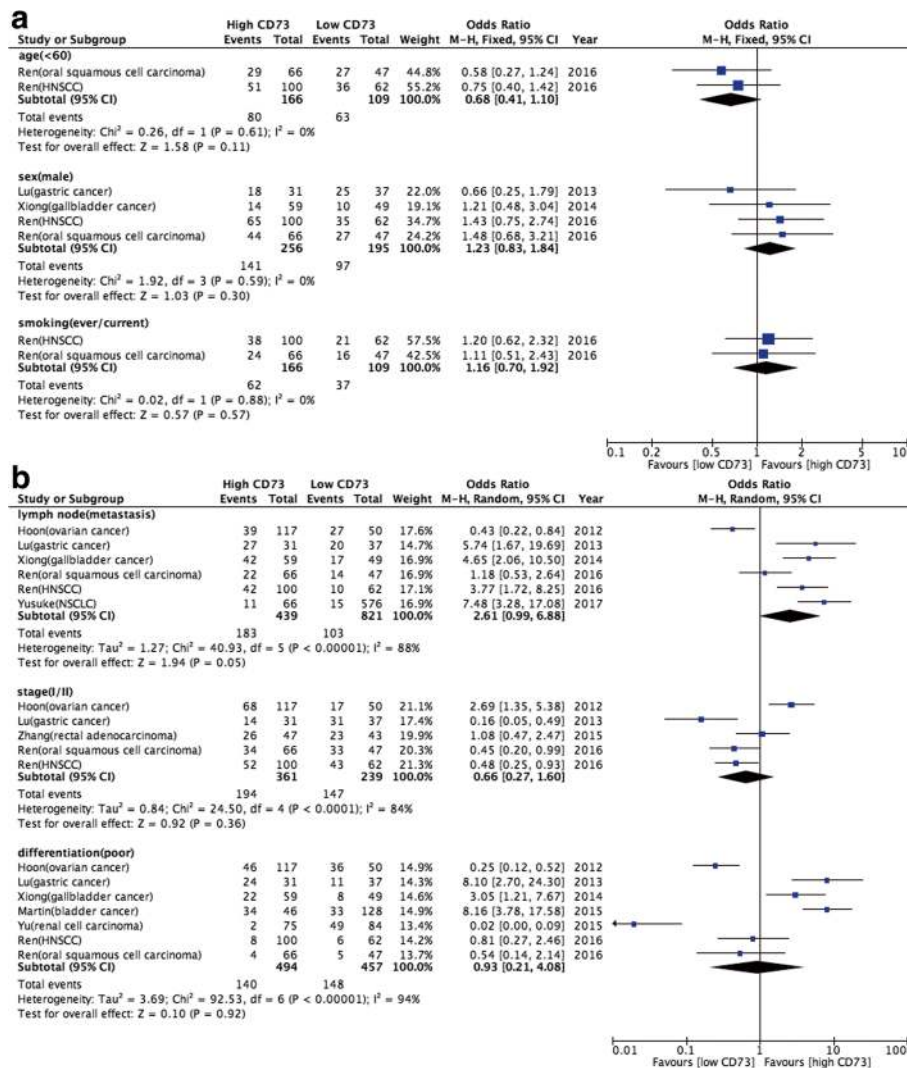 a
High CD73 Low CD73 Odds Ratio Odds Ratio
Study or Subgroup Events Total Events Total Weight M-H, Fixed, 95% CI Year M-H, Fixed, 95% CI
age(<60)
Ren(oral squamous cell carcinoma) 29 66 27 47 44.8% 0.58 [0.27, 1.24] 2016
Ren(HNSCC) 51 100 36 62 55.2% 0.75 [0.40, 1.42] 2016
Subtotal (95% CI) 166 109 100.0% 0.68 [0.41, 1.10]
Total events 80 63
Heterogeneity: Chi² = 0.26, df = 1 (P = 0.61); I² = 0%
Test for overall effect: Z = 1.58 (P = 0.11)
sex(male)
Lu(gastric cancer) 18 31 25 37 22.0% 0.66 [0.25, 1.79] 2013
Xiong(gallbladder cancer) 14 59 10 49 19.1% 1.21 [0.48, 3.04] 2014
Ren(HNSCC) 65 100 35 62 34.7% 1.43 [0.75, 2.74] 2016
Ren(oral squamous cell carcinoma) 44 66 27 47 24.2% 1.48 [0.68, 3.21] 2016
Subtotal (95% CI) 256 195 100.0% 1.23 [0.83, 1.84]
Total events 141 97
Heterogeneity: Chi² = 1.92, df = 3 (P = 0.59); I² = 0%
Test for overall effect: Z = 1.03 (P = 0.30)
smoking(ever/current)
Ren(HNSCC) 38 100 21 62 57.5% 1.20 [0.62, 2.32] 2016
Ren(oral squamous cell carcinoma) 24 66 16 47 42.5% 1.11 [0.51, 2.43] 2016
Subtotal (95% CI) 166 109 100.0% 1.16 [0.70, 1.92]
Total events 62 37
Heterogeneity: Chi² = 0.02, df = 1 (P = 0.88); I² = 0%
Test for overall effect: Z = 0.57 (P = 0.57)
0.1 0.2 0.5 1 2 5 10
Favours [low CD73] Favours [high CD73]
b
High CD73 Low CD73 Odds Ratio Odds Ratio
Study or Subgroup Events Total Events Total Weight M-H, Random, 95% CI Year M-H, Random, 95% CI
lymph node(metastasis)
Hoon(ovarian cancer) 39 117 27 50 17.6% 0.43 [0.22, 0.84] 2012
Lu(gastric cancer) 27 31 20 37 14.7% 5.74 [1.67, 19.69] 2013
Xiong(gallbladder cancer) 42 59 17 49 16.9% 4.65 [2.06, 10.50] 2014
Ren(oral squamous cell carcinoma) 22 66 14 47 16.9% 1.18 [0.53, 2.64] 2016
Ren(HNSCC) 42 100 10 62 17.1% 3.77 [1.72, 8.25] 2016
Yusuke(NSCLC) 11 66 15 576 16.9% 7.48 [3.28, 17.08] 2017
Subtotal (95% CI) 439 821 100.0% 2.61 [0.99, 6.88]
Total events 183 103
Heterogeneity: Tau² = 1.27; Chi² = 40.93, df = 5 (P < 0.00001); I² = 88%
Test for overall effect: Z = 1.94 (P = 0.05)
stage(I/II)
Hoon(ovarian cancer) 68 117 17 50 21.1% 2.69 [1.35, 5.38] 2012
Lu(gastric cancer) 14 31 31 37 17.4% 0.16 [0.05, 0.49] 2013
Zhang(rectal adenocarcinoma) 26 47 23 43 19.9% 1.08 [0.47, 2.47] 2015
Ren(oral squamous cell carcinoma) 34 66 33 47 20.3% 0.45 [0.20, 0.99] 2016
Ren(HNSCC) 52 100 43 62 21.3% 0.48 [0.25, 0.93] 2016
Subtotal (95% CI) 361 239 100.0% 0.66 [0.27, 1.60]
Total events 194 147
Heterogeneity: Tau² = 0.84; Chi² = 24.50, df = 4 (P < 0.0001); I² = 84%
Test for overall effect: Z = 0.92 (P = 0.36)
differentiation(poor)
Hoon(ovarian cancer) 46 117 36 50 14.9% 0.25 [0.12, 0.52] 2012
Lu(gastric cancer) 24 31 11 37 14.3% 8.10 [2.70, 24.30] 2013
Xiong(gallbladder cancer) 22 59 8 49 14.6% 3.05 [1.21, 7.67] 2014
Martin(bladder cancer) 34 46 33 128 14.9% 8.16 [3.78, 17.58] 2015
Yu(renal cell carcinoma) 2 75 49 84 13.4% 0.02 [0.00, 0.09] 2015
Ren(HNSCC) 8 100 6 62 14.2% 0.81 [0.27, 2.46] 2016
Ren(oral squamous cell carcinoma) 4 66 5 47 13.7% 0.54 [0.14, 2.14] 2016
Subtotal (95% CI) 494 457 100.0% 0.93 [0.21, 4.08]
Total events 140 148
Heterogeneity: Tau² = 3.69; Chi² = 92.53, df = 6 (P < 0.00001); I² = 94%
Test for overall effect: Z = 0.10 (P = 0.92)
0.01 0.1 1 10 100
Favours [low CD73] Favours [high CD73]